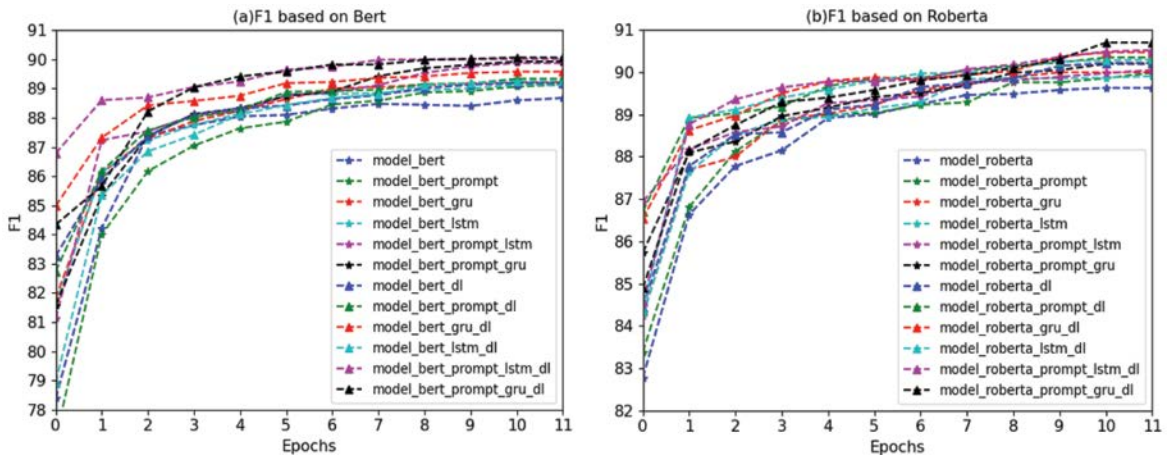 (a)F1 based on Bert
F1
91
90
89
88
87
86
85
84
83
82
81
80
79
78
0 1 2 3 4 5 6 7 8 9 10 11
Epochs
model_bert
model_bert_prompt
model_bert_gru
model_bert_lstm
model_bert_prompt_lstm
model_bert_prompt_gru
model_bert_dl
model_bert_prompt_dl
model_bert_gru_dl
model_bert_lstm_dl
model_bert_prompt_lstm_dl
model_bert_prompt_gru_dl
(b)F1 based on Roberta
F1
91
90
89
88
87
86
85
84
83
82
0 1 2 3 4 5 6 7 8 9 10 11
Epochs
model_roberta
model_roberta_prompt
model_roberta_gru
model_roberta_lstm
model_roberta_prompt_lstm
model_roberta_prompt_gru
model_roberta_dl
model_roberta_prompt_dl
model_roberta_gru_dl
model_roberta_lstm_dl
model_roberta_prompt_lstm_dl
model_roberta_prompt_gru_dl